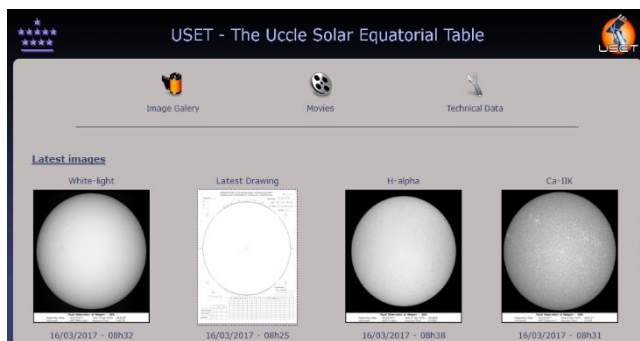 USET - The Uccle Solar Equatorial Table
USET
Image Galery
Movies
Technical Data
Latest images
White-light
Latest Drawing
H-alpha
Ca-IIK
16/03/2017 - 08h32
16/03/2017 - 08h25
16/03/2017 - 08h38
16/03/2017 - 08h31